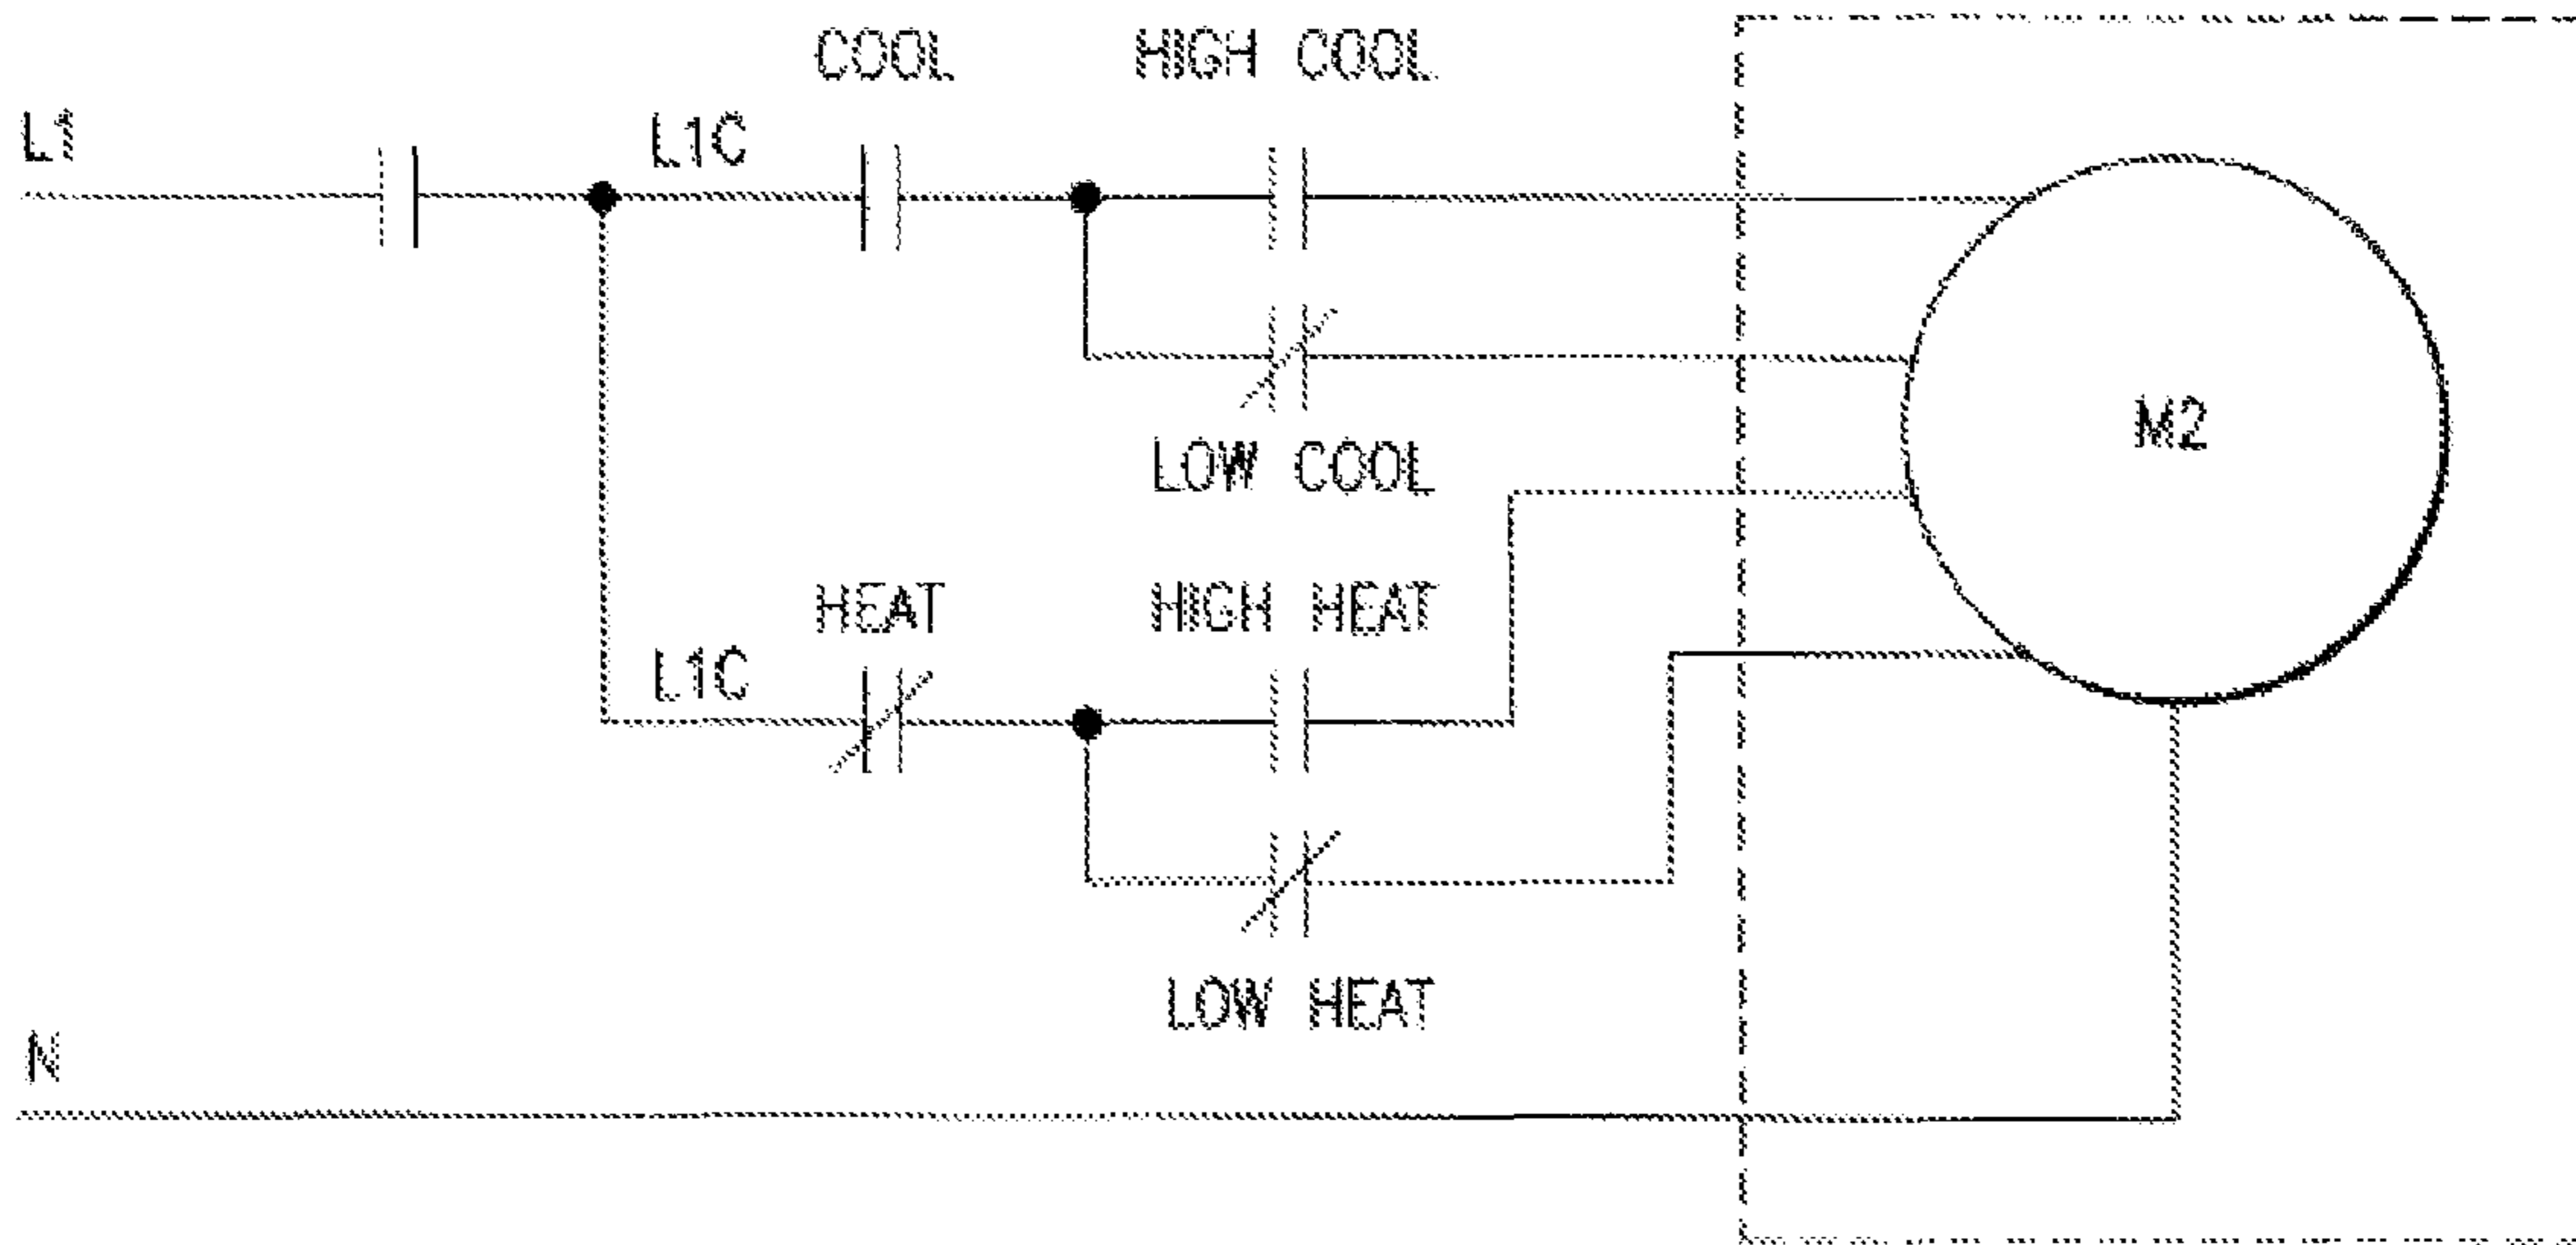 COOL HIGH COOL
L1 L1C
M2
LOW COOL
HEAT HIGH HEAT
L1C
LOW HEAT
N